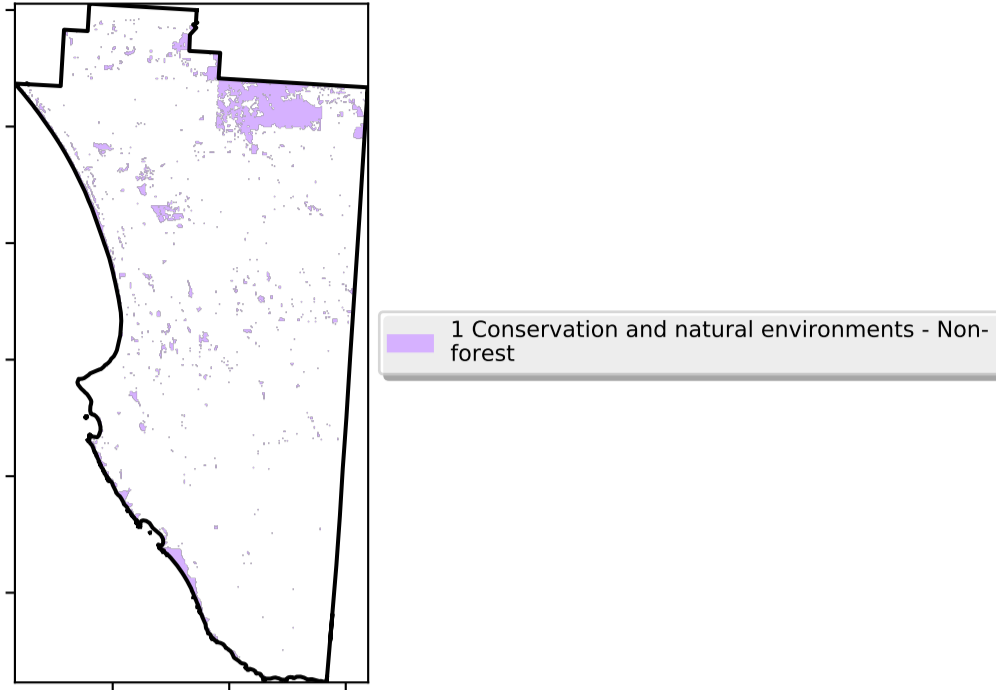 1 Conservation and natural environments - Non-
forest